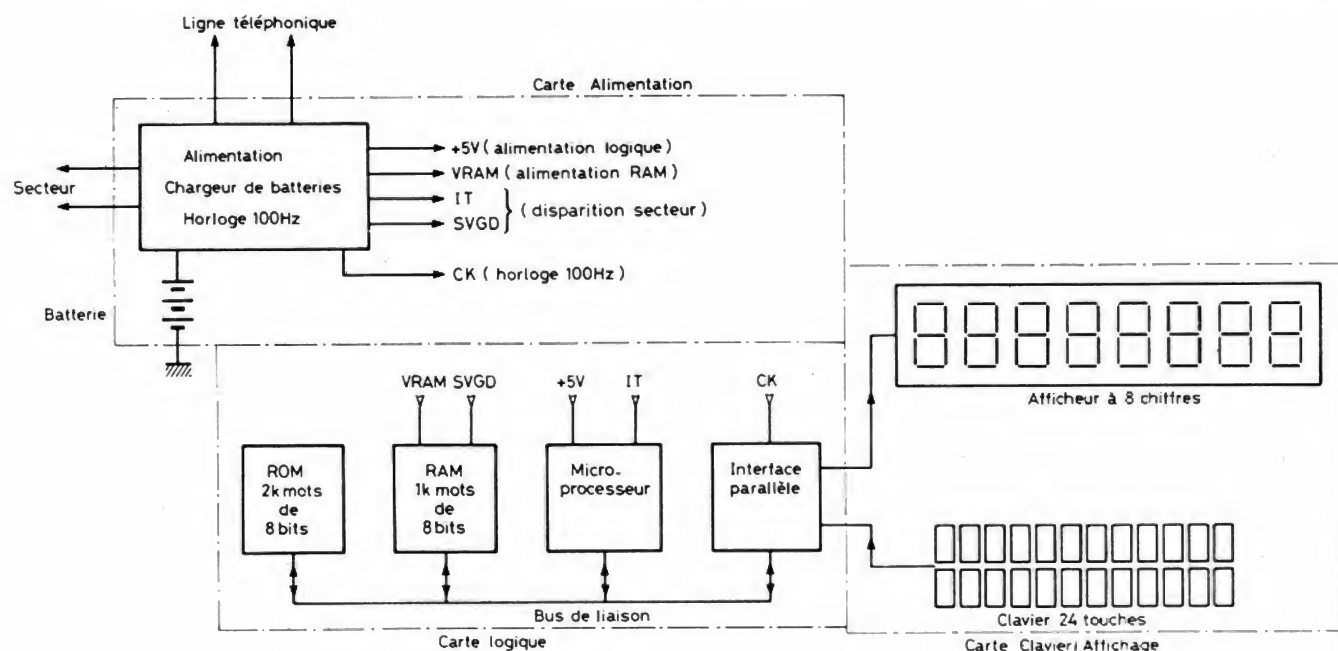 Ligne téléphonique
Carte Alimentation
Alimentation
Chargeur de batteries
Horloge 100Hz
Secteur
+5V (alimentation logique)
VRAM (alimentation RAM)
IT
SVGD
(disparition secteur)
CK (horloge 100Hz)
Batterie
VRAM SVGD
+5V
IT
CK
ROM
2k mots
de
8 bits
RAM
1k mots
de
8 bits
Micro-
processeur
Interface
parallèle
Bus de liaison
Carte logique
Afficheur à 8 chiffres
Clavier 24 touches
Carte Clavier/Affichage